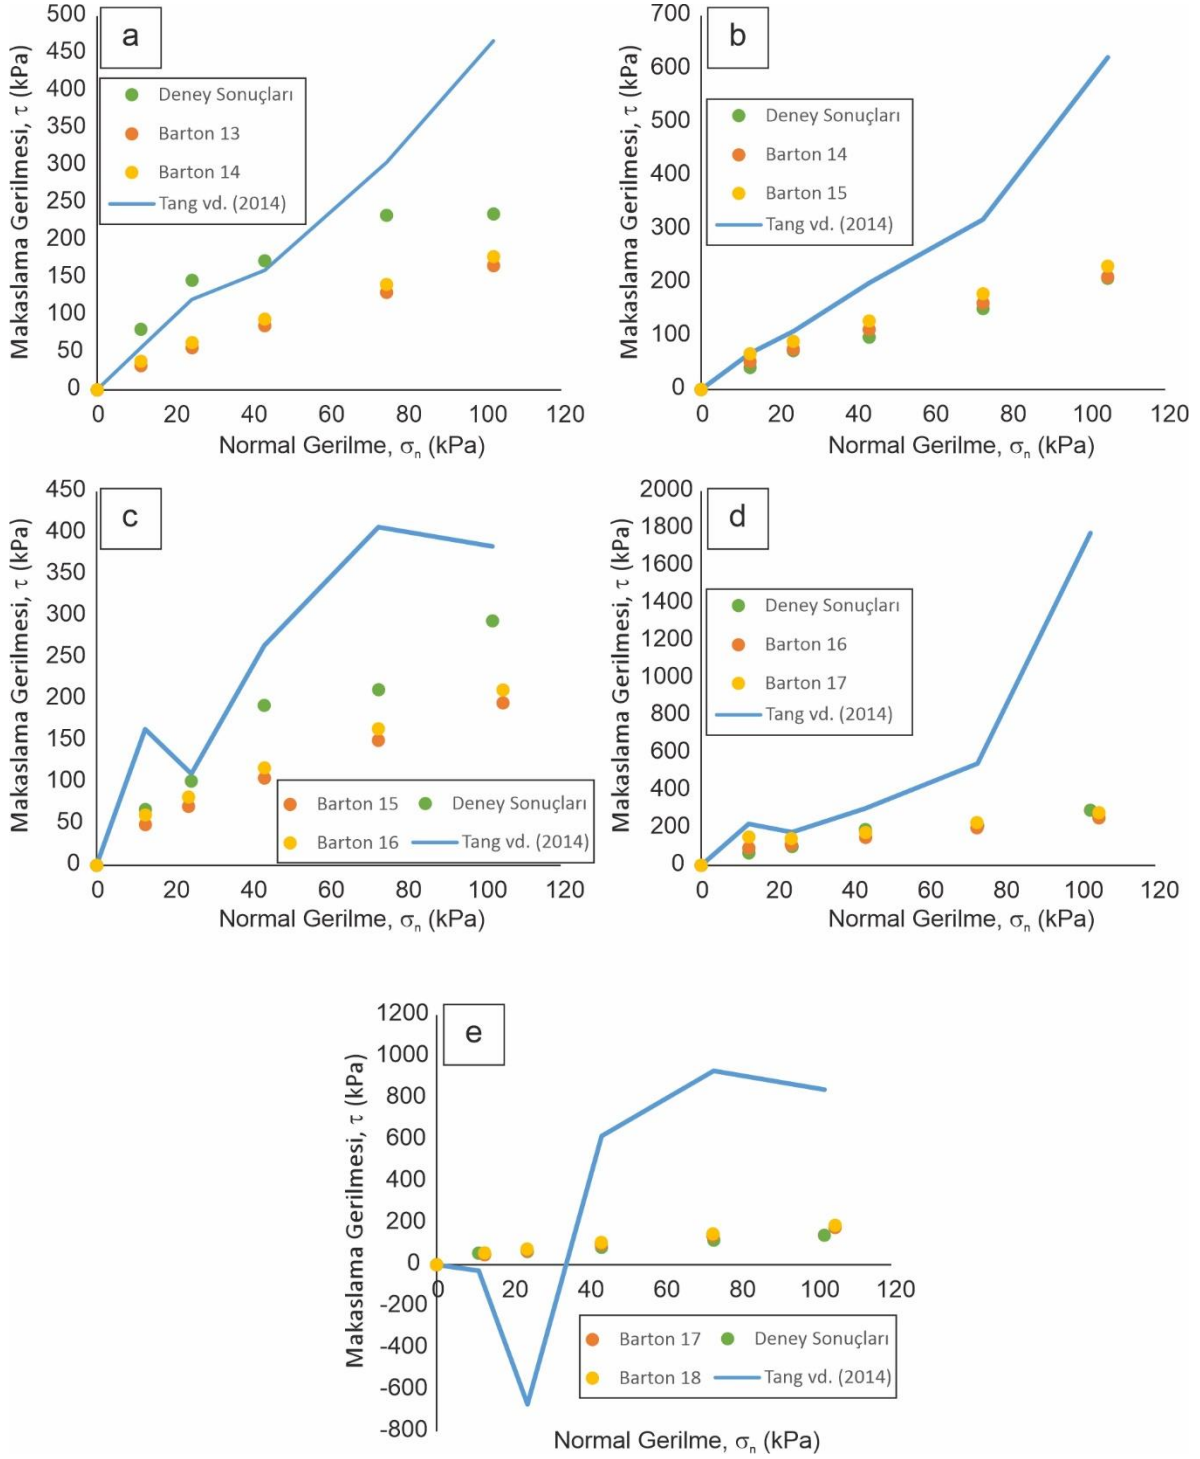 a
Makaslama Gerilmesi, τ (kPa)
500
450
400
350
300
250
200
150
100
50
0
Deney Sonuçları
Barton 13
Barton 14
Tang vd. (2014)
0 20 40 60 80 100 120
Normal Gerilme, σn (kPa)
b
Makaslama Gerilmesi, τ (kPa)
700
600
500
400
300
200
100
0
Deney Sonuçları
Barton 14
Barton 15
Tang vd. (2014)
0 20 40 60 80 100 120
Normal Gerilme, σn (kPa)
c
Makaslama Gerilmesi, τ (kPa)
450
400
350
300
250
200
150
100
50
0
Barton 15 Deney Sonuçları
Barton 16 Tang vd. (2014)
0 20 40 60 80 100 120
Normal Gerilme, σn (kPa)
d
Makaslama Gerilmesi, τ (kPa)
2000
1800
1600
1400
1200
1000
800
600
400
200
0
Deney Sonuçları
Barton 16
Barton 17
Tang vd. (2014)
0 20 40 60 80 100 120
Normal Gerilme, σn (kPa)
e
Makaslama Gerilmesi, τ (kPa)
1200
1000
800
600
400
200
0
-200
-400
-600
-800
0 20 40 60 80 100 120
Barton 17 Deney Sonuçları
Barton 18 Tang vd. (2014)
Normal Gerilme, σn (kPa)